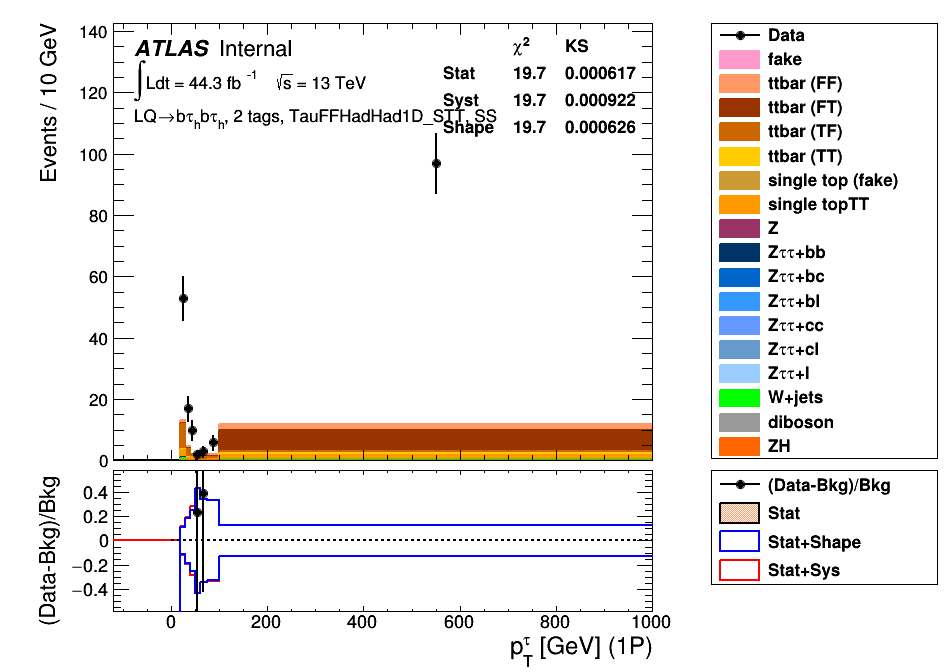 ATLAS Internal
∫Ldt = 44.3 fb⁻¹ √s = 13 TeV
LQ→bτₕbτₕ, 2 tags, TauFFHadHad1D_STT, SS
χ² KS
Stat 19.7 0.000617
Syst 19.7 0.000922
Shape 19.7 0.000626
Events / 10 GeV
140
120
100
80
60
40
20
0
Data
fake
ttbar (FF)
ttbar (FT)
ttbar (TF)
ttbar (TT)
single top (fake)
single topTT
Z
Zττ+bb
Zττ+bc
Zττ+bl
Zττ+cc
Zττ+cl
Zττ+l
W+jets
diboson
ZH
(Data-Bkg)/Bkg
0.4
0.2
0
−0.2
−0.4
0 200 400 600 800 1000
p_T^τ [GeV] (1P)
(Data-Bkg)/Bkg
Stat
Stat+Shape
Stat+Sys